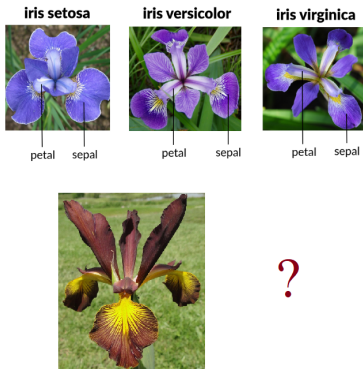 iris setosa
iris versicolor
iris virginica
petal
sepal
petal
sepal
petal
sepal
?